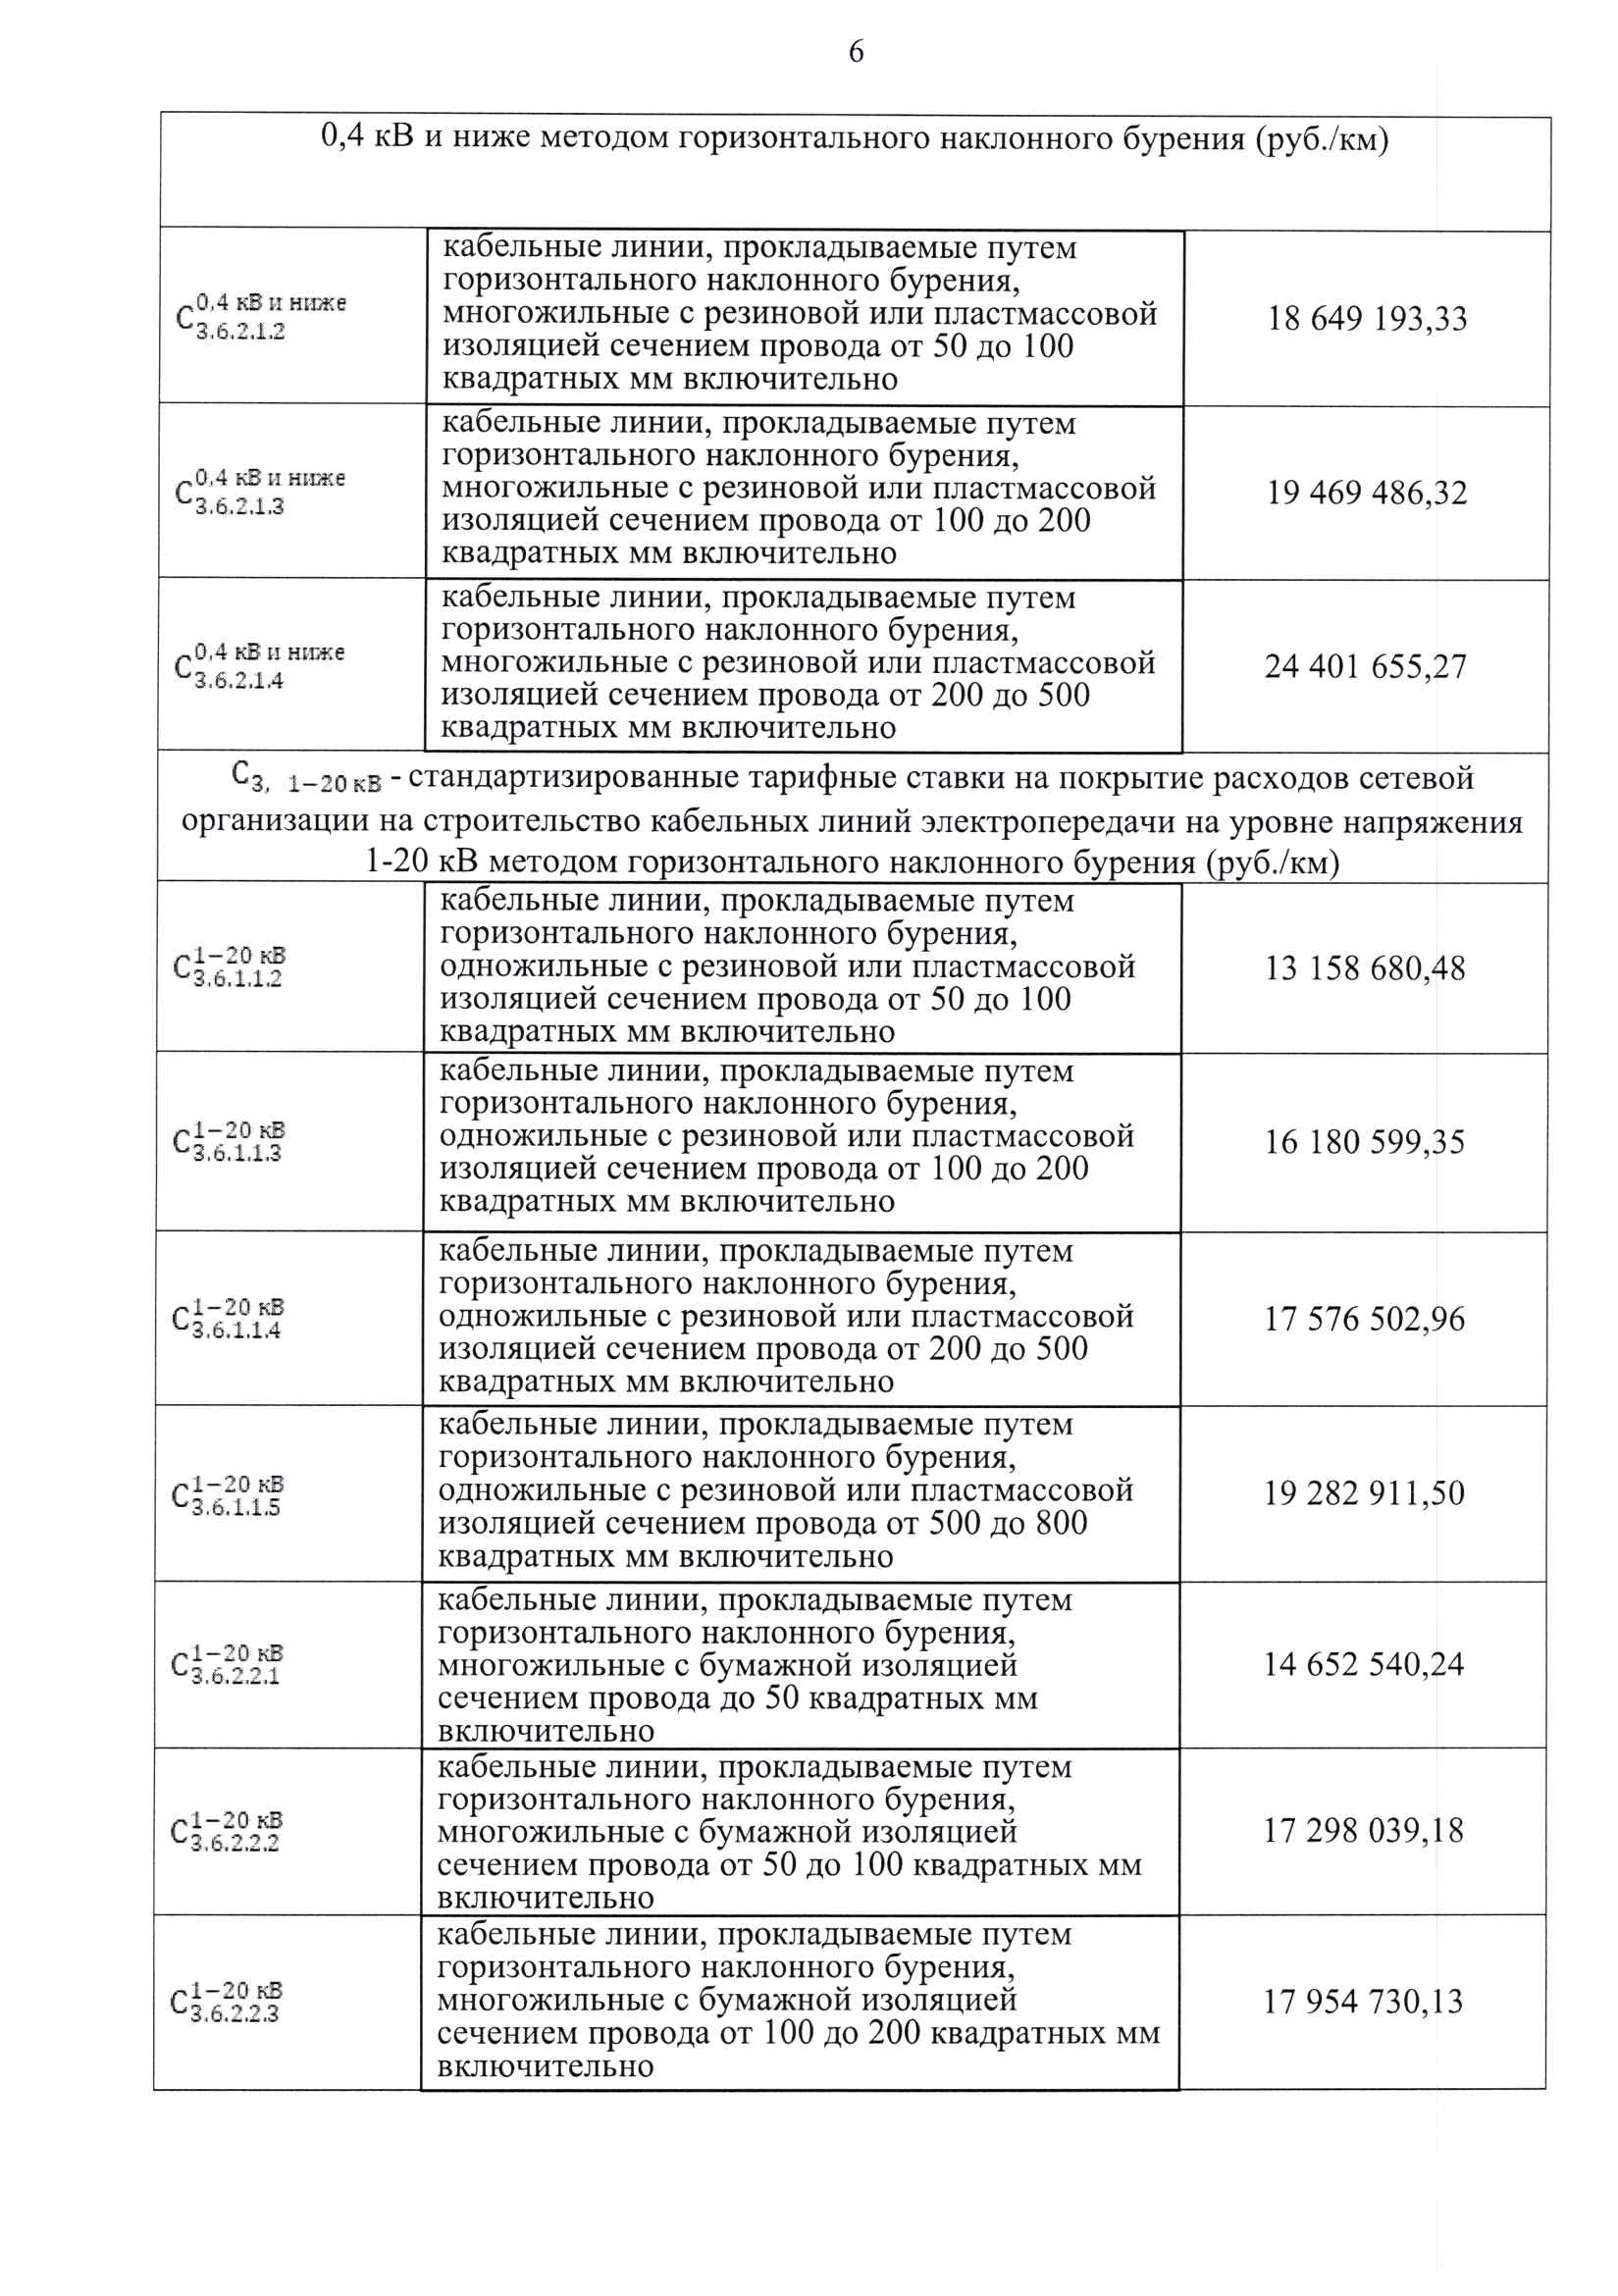 6
0,4 кВ и ниже методом горизонтального наклонного бурения (руб./км)
С 0,4 кВ и ниже 3.6.2.1.2
кабельные линии, прокладываемые путем
горизонтального наклонного бурения,
многожильные с резиновой или пластмассовой
изоляцией сечением провода от 50 до 100
квадратных мм включительно
18 649 193,33
С 0,4 кВ и ниже 3.6.2.1.3
кабельные линии, прокладываемые путем
горизонтального наклонного бурения,
многожильные с резиновой или пластмассовой
изоляцией сечением провода от 100 до 200
квадратных мм включительно
19 469 486,32
С 0,4 кВ и ниже 3.6.2.1.4
кабельные линии, прокладываемые путем
горизонтального наклонного бурения,
многожильные с резиновой или пластмассовой
изоляцией сечением провода от 200 до 500
квадратных мм включительно
24 401 655,27
С3, 1–20 кВ - стандартизированные тарифные ставки на покрытие расходов сетевой
организации на строительство кабельных линий электропередачи на уровне напряжения
1-20 кВ методом горизонтального наклонного бурения (руб./км)
С 1–20 кВ 3.6.1.1.2
кабельные линии, прокладываемые путем
горизонтального наклонного бурения,
одножильные с резиновой или пластмассовой
изоляцией сечением провода от 50 до 100
квадратных мм включительно
13 158 680,48
С 1–20 кВ 3.6.1.1.3
кабельные линии, прокладываемые путем
горизонтального наклонного бурения,
одножильные с резиновой или пластмассовой
изоляцией сечением провода от 100 до 200
квадратных мм включительно
16 180 599,35
С 1–20 кВ 3.6.1.1.4
кабельные линии, прокладываемые путем
горизонтального наклонного бурения,
одножильные с резиновой или пластмассовой
изоляцией сечением провода от 200 до 500
квадратных мм включительно
17 576 502,96
С 1–20 кВ 3.6.1.1.5
кабельные линии, прокладываемые путем
горизонтального наклонного бурения,
одножильные с резиновой или пластмассовой
изоляцией сечением провода от 500 до 800
квадратных мм включительно
19 282 911,50
С 1–20 кВ 3.6.2.2.1
кабельные линии, прокладываемые путем
горизонтального наклонного бурения,
многожильные с бумажной изоляцией
сечением провода до 50 квадратных мм
включительно
14 652 540,24
С 1–20 кВ 3.6.2.2.2
кабельные линии, прокладываемые путем
горизонтального наклонного бурения,
многожильные с бумажной изоляцией
сечением провода от 50 до 100 квадратных мм
включительно
17 298 039,18
С 1–20 кВ 3.6.2.2.3
кабельные линии, прокладываемые путем
горизонтального наклонного бурения,
многожильные с бумажной изоляцией
сечением провода от 100 до 200 квадратных мм
включительно
17 954 730,13